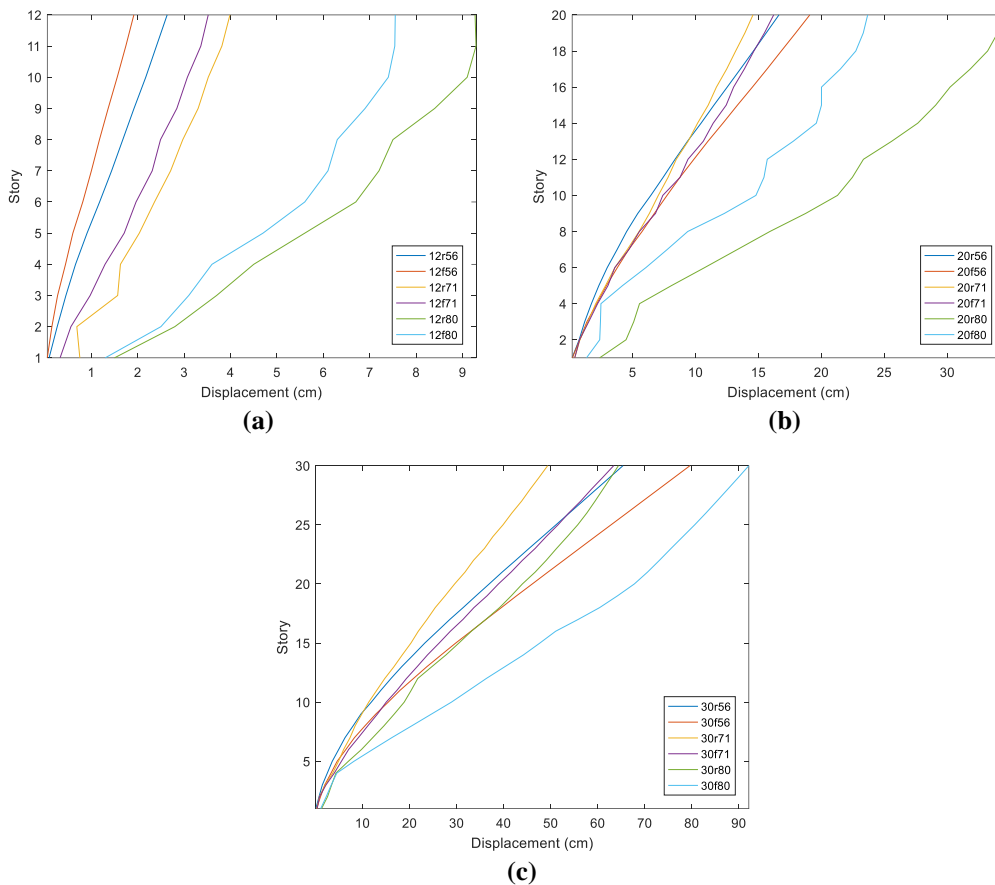 12
11
10
9
8
7
6
5
4
3
2
1
Story
1 2 3 4 5 6 7 8 9
Displacement (cm)
12r56
12f56
12r71
12f71
12r80
12f80
(a)
20
18
16
14
12
10
8
6
4
2
Story
5 10 15 20 25 30
Displacement (cm)
20r56
20f56
20r71
20f71
20r80
20f80
(b)
30
25
20
15
10
5
Story
10 20 30 40 50 60 70 80 90
Displacement (cm)
30r56
30f56
30r71
30f71
30r80
30f80
(c)